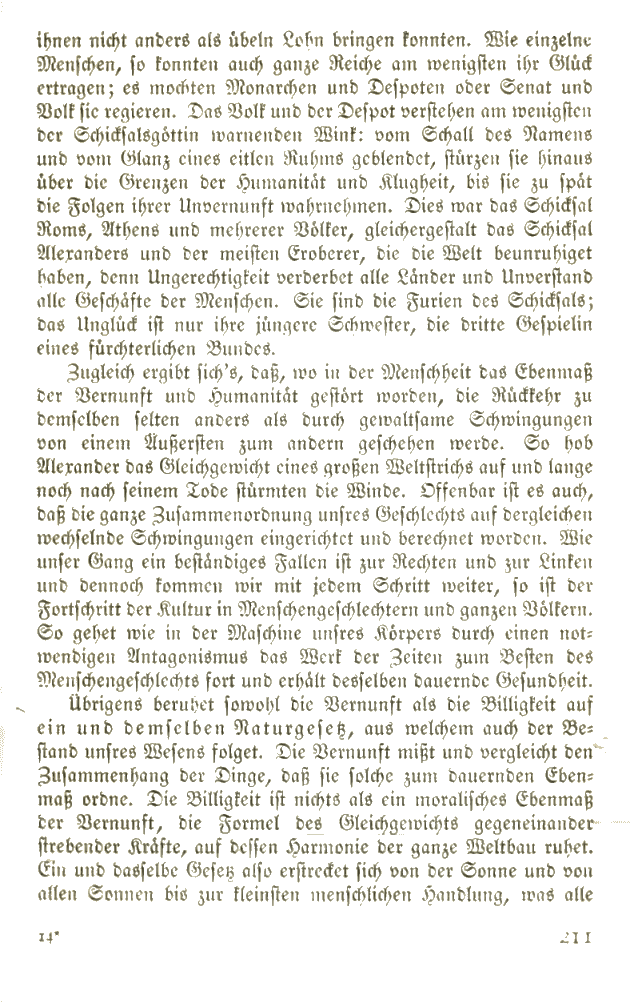 ihnen nicht anders als übeln Lohn bringen konnten. Wie einzelne
Menschen, so konnten auch ganze Reiche am wenigsten ihr Glück
ertragen; es mochten Monarchen und Despoten oder Senat und
Volk sie regieren. Das Volk und der Despot verstehen am wenigsten
der Schicksalsgöttin warnenden Wink: vom Schall des Namens
und vom Glanz eines eitlen Ruhms geblendet, stürzen sie hinaus
über die Grenzen der Humanität und Klugheit, bis sie zu spät
die Folgen ihrer Unvernunft wahrnehmen. Dies war das Schicksal
Roms, Athens und mehrerer Völker, gleichergestalt das Schicksal
Alexanders und der meisten Eroberer, die die Welt beunruhiget
haben, denn Ungerechtigkeit verderbet alle Länder und Unverstand
alle Geschäfte der Menschen. Sie sind die Furien des Schicksals;
das Unglück ist nur ihre jüngere Schwester, die dritte Gespielin
eines fürchterlichen Bundes.
Zugleich ergibt sich's, daß, wo in der Menschheit das Ebenmaß
der Vernunft und Humanität gestört worden, die Rückkehr zu
demselben selten anders als durch gewaltsame Schwingungen
von einem Äußersten zum andern geschehen werde. So hob
Alexander das Gleichgewicht eines großen Weltstrichs auf und lange
noch nach seinem Tode stürmten die Winde. Offenbar ist es auch,
daß die ganze Zusammenordnung unsres Geschlechts auf dergleichen
wechselnde Schwingungen eingerichtet und berechnet worden. Wie
unser Gang ein beständiges Fallen ist zur Rechten und zur Linken
und dennoch kommen wir mit jedem Schritt weiter, so ist der
Fortschritt der Kultur in Menschengeschlechtern und ganzen Völkern.
So gehet wie in der Maschine unsres Körpers durch einen not-
wendigen Antagonismus das Werk der Zeiten zum Besten des
Menschengeschlechts fort und erhält desselben dauernde Gesundheit.
Übrigens beruhet sowohl die Vernunft als die Billigkeit auf
ein und demselben Naturgesetz, aus welchem auch der Be-
stand unsres Wesens folget. Die Vernunft mißt und vergleicht den
Zusammenhang der Dinge, daß sie solche zum dauernden Eben-
maß ordne. Die Billigkeit ist nichts als ein moralisches Ebenmaß
der Vernunft, die Formel des Gleichgewichts gegeneinander
strebender Kräfte, auf dessen Harmonie der ganze Weltbau ruhet.
Ein und dasselbe Gesetz also erstrecket sich von der Sonne und von
allen Sonnen bis zur kleinsten menschlichen Handlung, was alle
14* 211